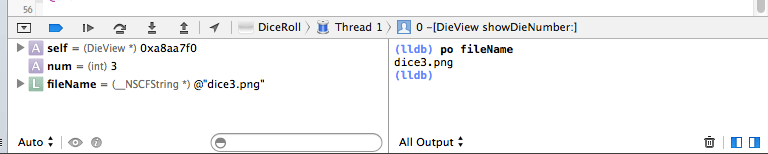 56
DiceRoll Thread 1 0 -[DieView showDieNumber:]
A self = (DieView *) 0xa8aa7f0
A num = (int) 3
L fileName = (__NSCFString *) @"dice3.png"
(lldb) po fileName
dice3.png
(lldb)
Auto
All Output